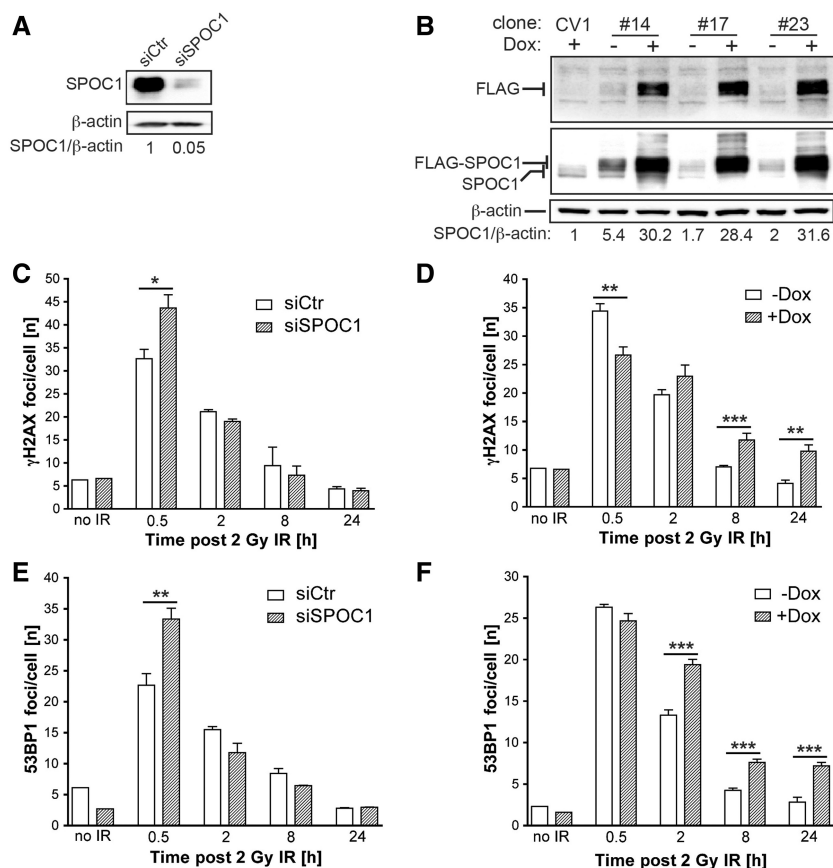 A
siCtr
siSPOC1
SPOC1
β-actin
SPOC1/β-actin 1 0.05
B
clone: CV1 #14 #17 #23
Dox: + - + - + - +
FLAG
FLAG-SPOC1
SPOC1
β-actin
SPOC1/β-actin: 1 5.4 30.2 1.7 28.4 2 31.6
C
γH2AX foci/cell [n]
50
45
40
35
30
25
20
15
10
5
0
*
siCtr
siSPOC1
no IR 0.5 2 8 24
Time post 2 Gy IR [h]
D
γH2AX foci/cell [n]
40
35
30
25
20
15
10
5
0
**
***
**
-Dox
+Dox
no IR 0.5 2 8 24
Time post 2 Gy IR [h]
E
53BP1 foci/cell [n]
40
35
30
25
20
15
10
5
0
**
siCtr
siSPOC1
no IR 0.5 2 8 24
Time post 2 Gy IR [h]
F
53BP1 foci/cell [n]
30
25
20
15
10
5
0
***
***
***
-Dox
+Dox
no IR 0.5 2 8 24
Time post 2 Gy IR [h]